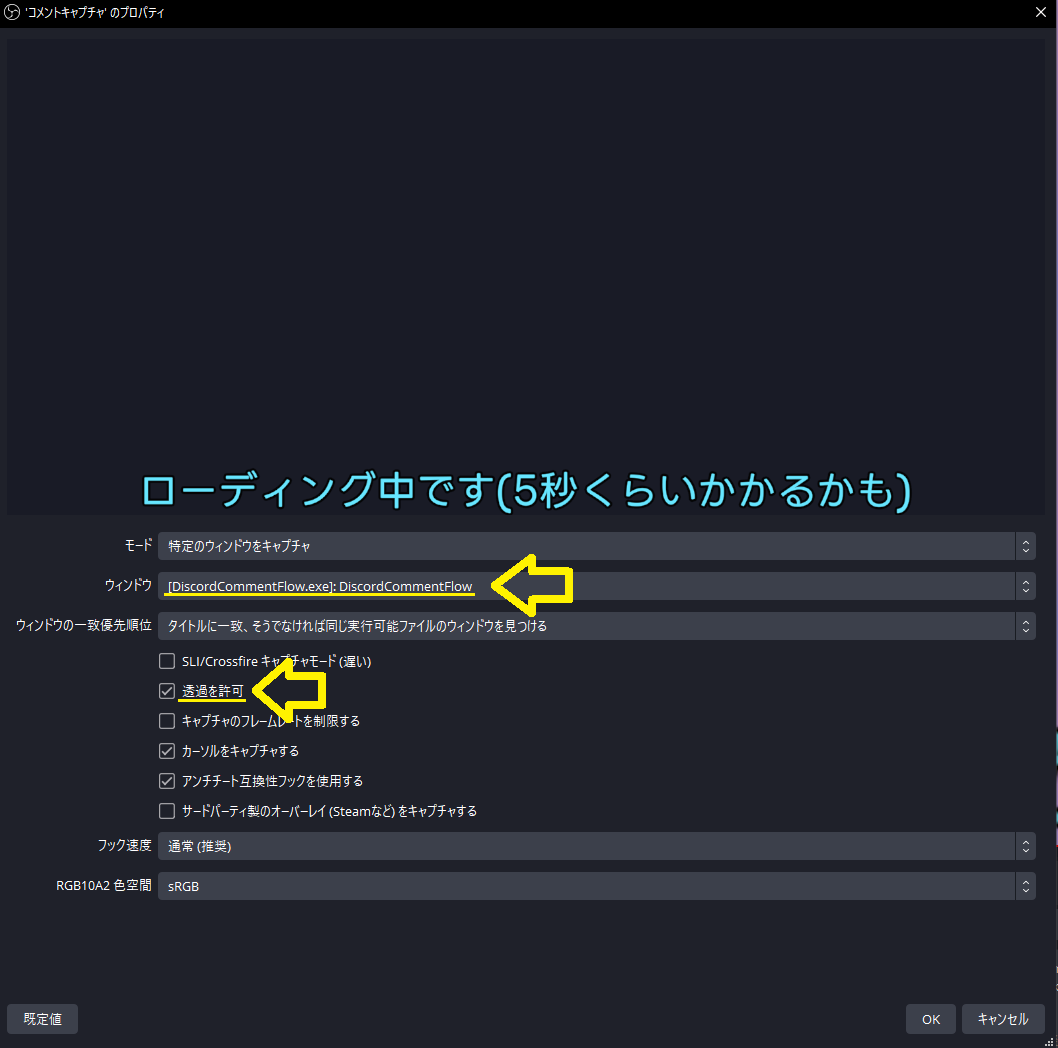 'コメントキャプチャ' のプロパティ
ローディング中です(5秒くらいかかるかも)
モード 特定のウィンドウをキャプチャ
ウィンドウ [DiscordCommentFlow.exe]: DiscordCommentFlow
ウィンドウの一致優先順位 タイトルに一致、そうでなければ同じ実行可能ファイルのウィンドウを見つける
SLI/Crossfire キャプチャモード (遅い)
透過を許可
キャプチャのフレームレートを制限する
カーソルをキャプチャする
アンチチート互換性フックを使用する
サードパーティ製のオーバーレイ (Steamなど) をキャプチャする
フック速度 通常 (推奨)
RGB10A2 色空間 sRGB
既定値 OK キャンセル